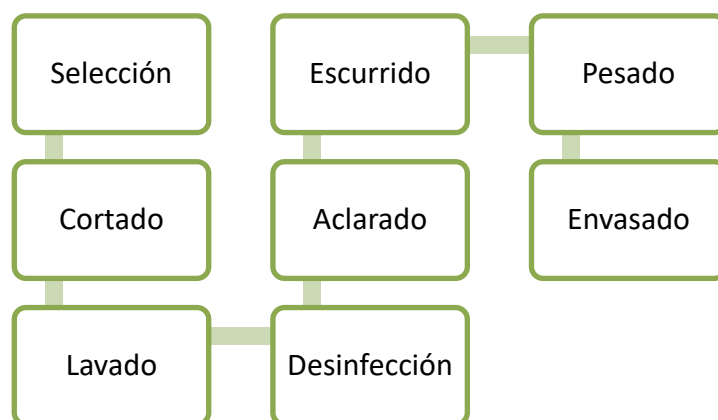 Selección
Cortado
Lavado
Desinfección
Aclarado
Escurrido
Pesado
Envasado